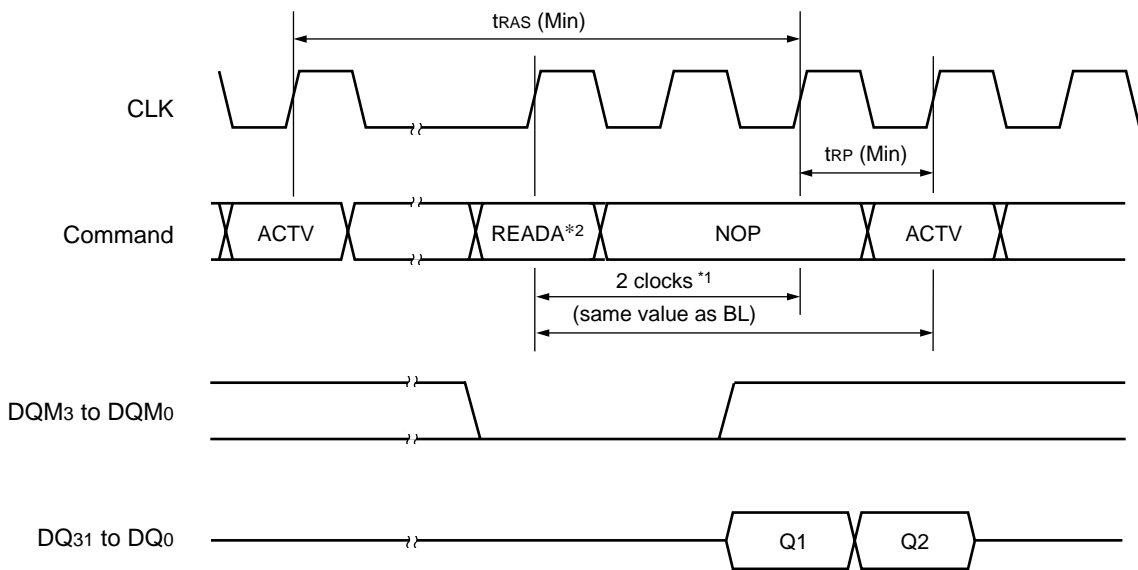 tRAS (Min)
CLK
tRP (Min)
Command
ACTV
READA*2
NOP
ACTV
2 clocks *1
(same value as BL)
DQM3 to DQM0
DQ31 to DQ0
Q1
Q2